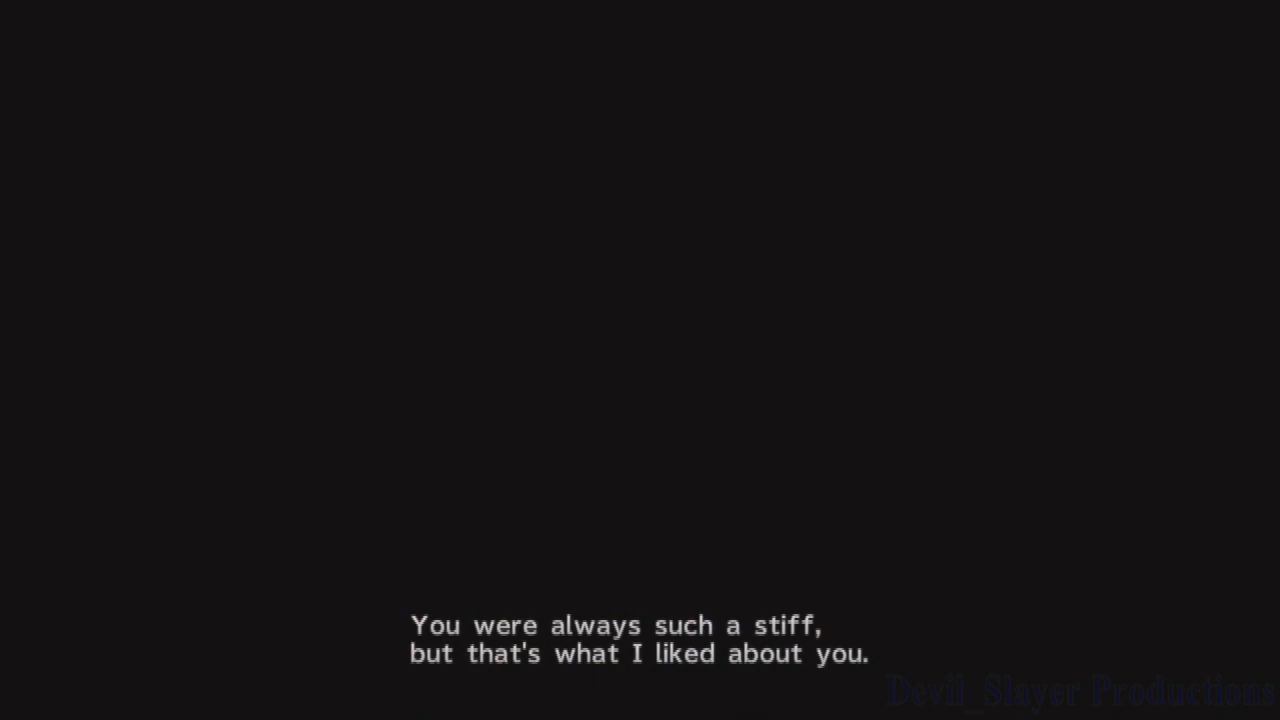 You were always such a stiff,
but that's what I liked about you.
Devil_Slayer Productions